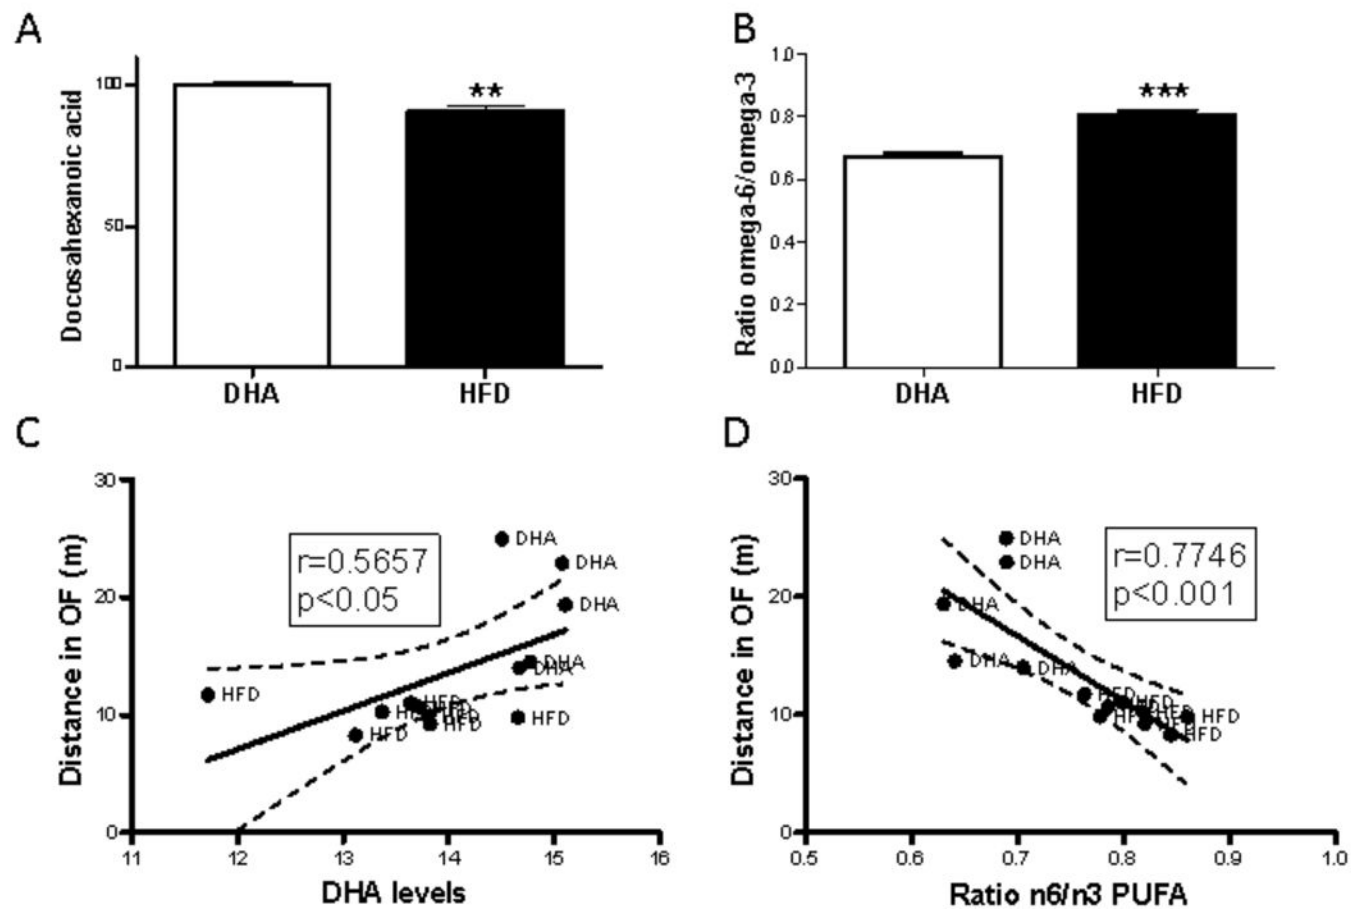 A
Docosahexanoic acid
100
50
0
**
DHA
HFD
B
Ratio omega-6/omega-3
1.0
0.8
0.6
0.4
0.2
0.0
***
DHA
HFD
C
Distance in OF (m)
30
20
10
0
r=0.5657
p<0.05
DHA
DHA
DHA
DHA
DHA
HFD
HFD
HFD
HFD
HFD
HFD
11
12
13
14
15
16
DHA levels
D
Distance in OF (m)
30
20
10
0
r=0.7746
p<0.001
DHA
DHA
DHA
DHA
DHA
HFD
HFD
HFD
HFD
HFD
0.5
0.6
0.7
0.8
0.9
1.0
Ratio n6/n3 PUFA